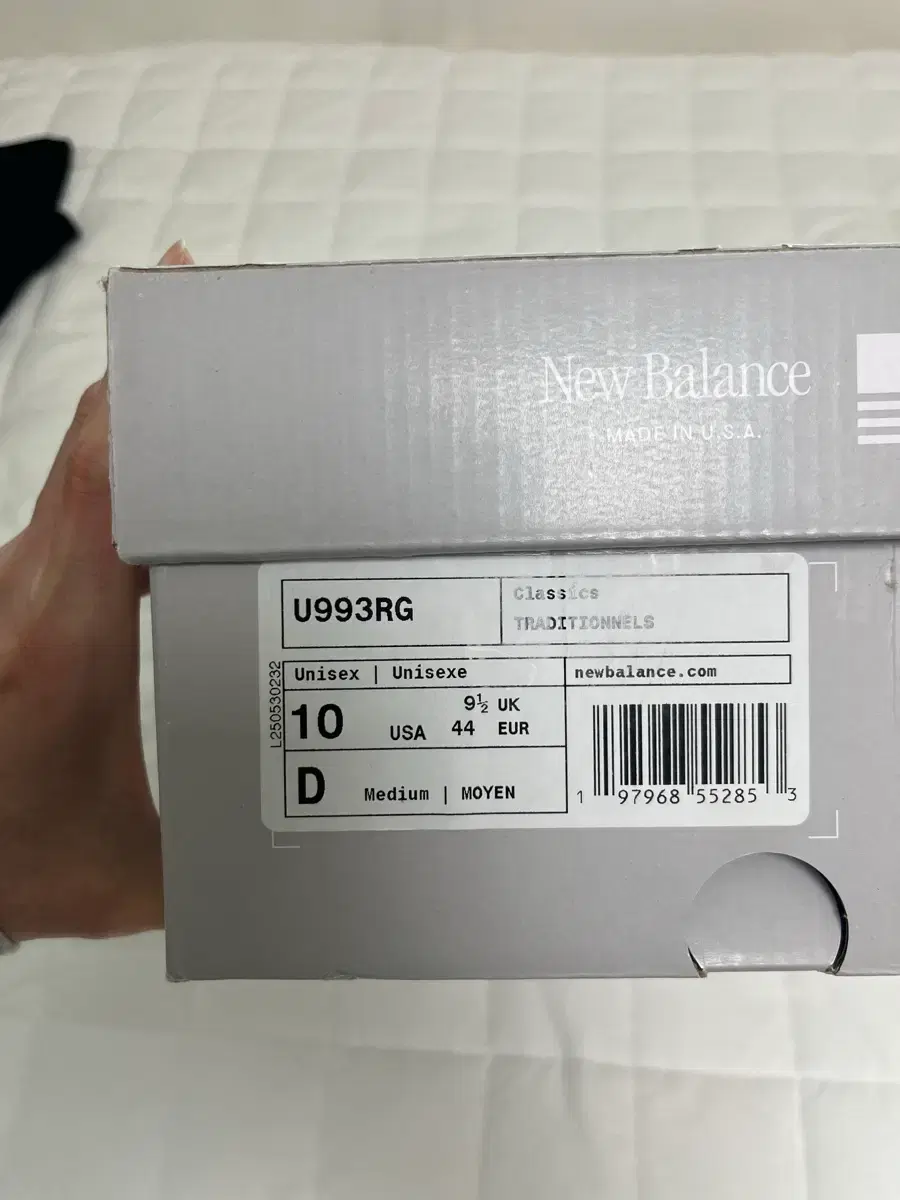 New Balance
MADE IN U.S.A.
U993RG
Classics
TRADITIONNELS
L250530232
Unisex | Unisexe
newbalance.com
10 USA
9½ UK
44 EUR
D Medium | MOYEN
1 97968 55285 3